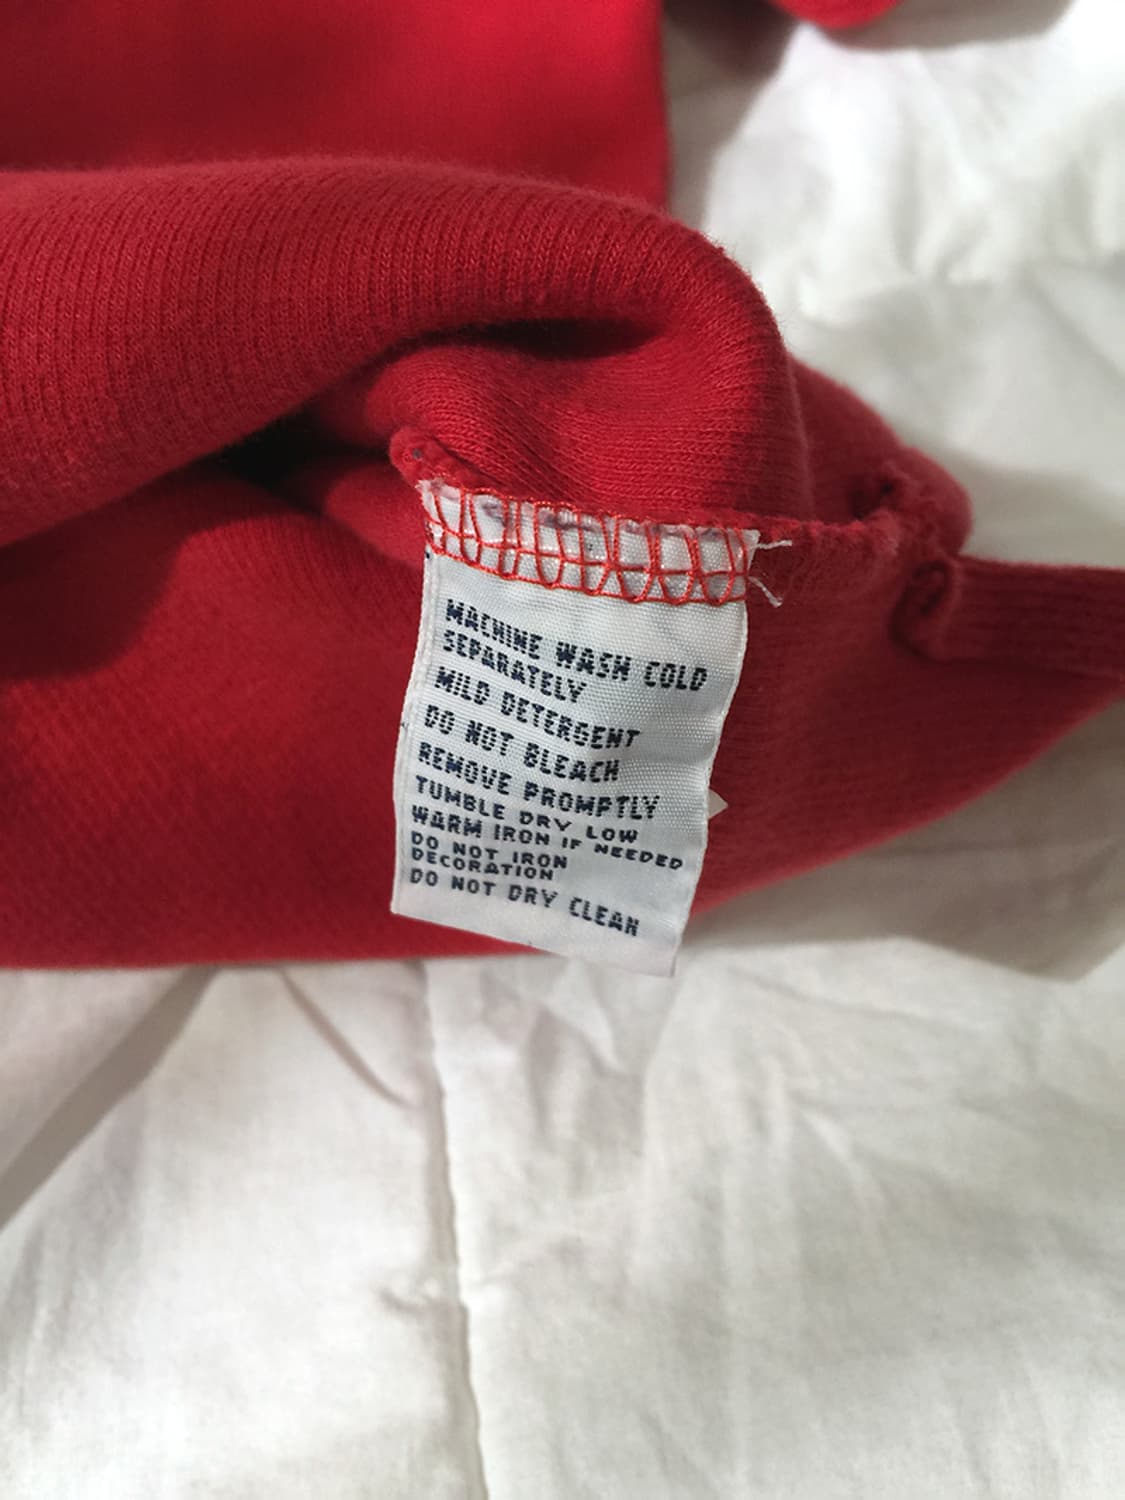 MACHINE WASH COLD
SEPARATELY
MILD DETERGENT
DO NOT BLEACH
REMOVE PROMPTLY
TUMBLE DRY LOW
WARM IRON IF NEEDED
DO NOT IRON
DECORATION
DO NOT DRY CLEAN